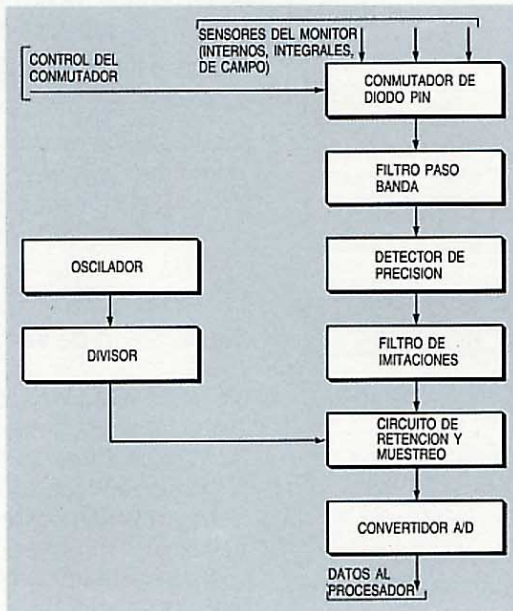 SENSORES DEL MONITOR
(INTERNOS, INTEGRALES,
DE CAMPO)
CONTROL DEL
CONMUTADOR
CONMUTADOR DE
DIODO PIN
FILTRO PASO
BANDA
OSCILADOR
DETECTOR DE
PRECISION
DIVISOR
FILTRO DE
IMITACIONES
CIRCUITO DE
RETENCION Y
MUESTREO
CONVERTIDOR A/D
DATOS AL
PROCESADOR